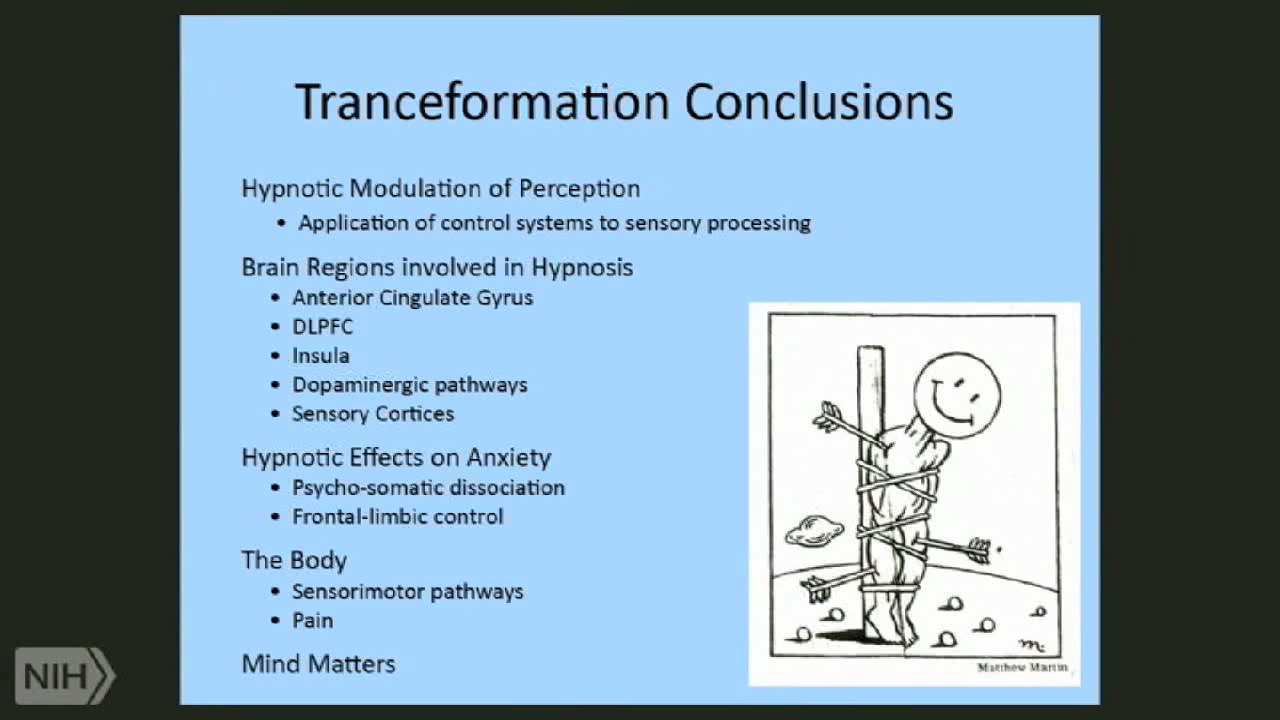 Tranceformation Conclusions
Hypnotic Modulation of Perception
• Application of control systems to sensory processing
Brain Regions involved in Hypnosis
• Anterior Cingulate Gyrus
• DLPFC
• Insula
• Dopaminergic pathways
• Sensory Cortices
Hypnotic Effects on Anxiety
• Psycho-somatic dissociation
• Frontal-limbic control
The Body
• Sensorimotor pathways
• Pain
Mind Matters
m.
Matthew Martin
NIH